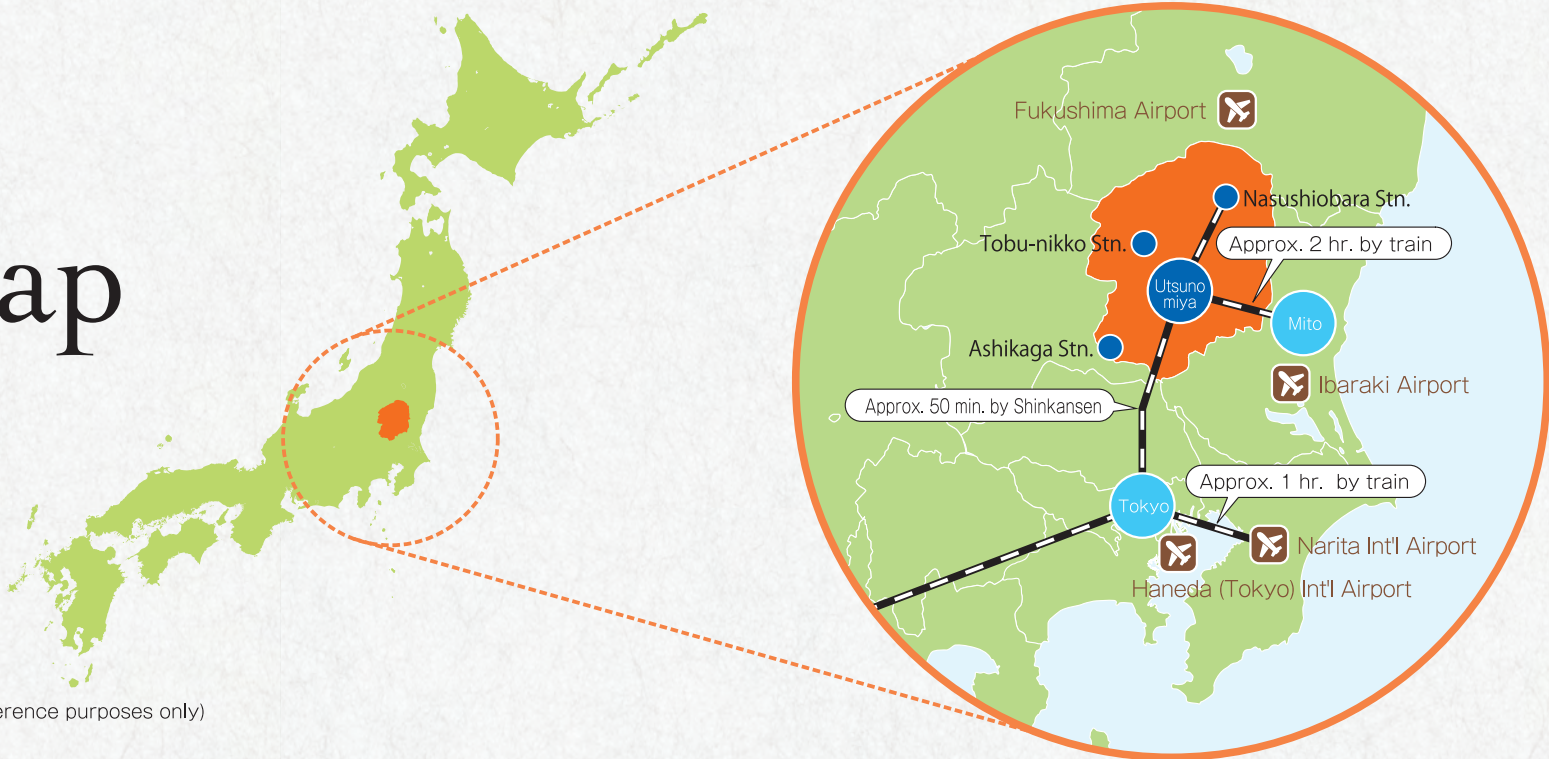 ap
erence purposes only)
Fukushima Airport
Nasushiobara Stn.
Tobu-nikko Stn.
Approx. 2 hr. by train
Utsuno
miya
Mito
Ashikaga Stn.
Ibaraki Airport
Approx. 50 min. by Shinkansen
Approx. 1 hr. by train
Tokyo
Narita Int'l Airport
Haneda (Tokyo) Int'l Airport